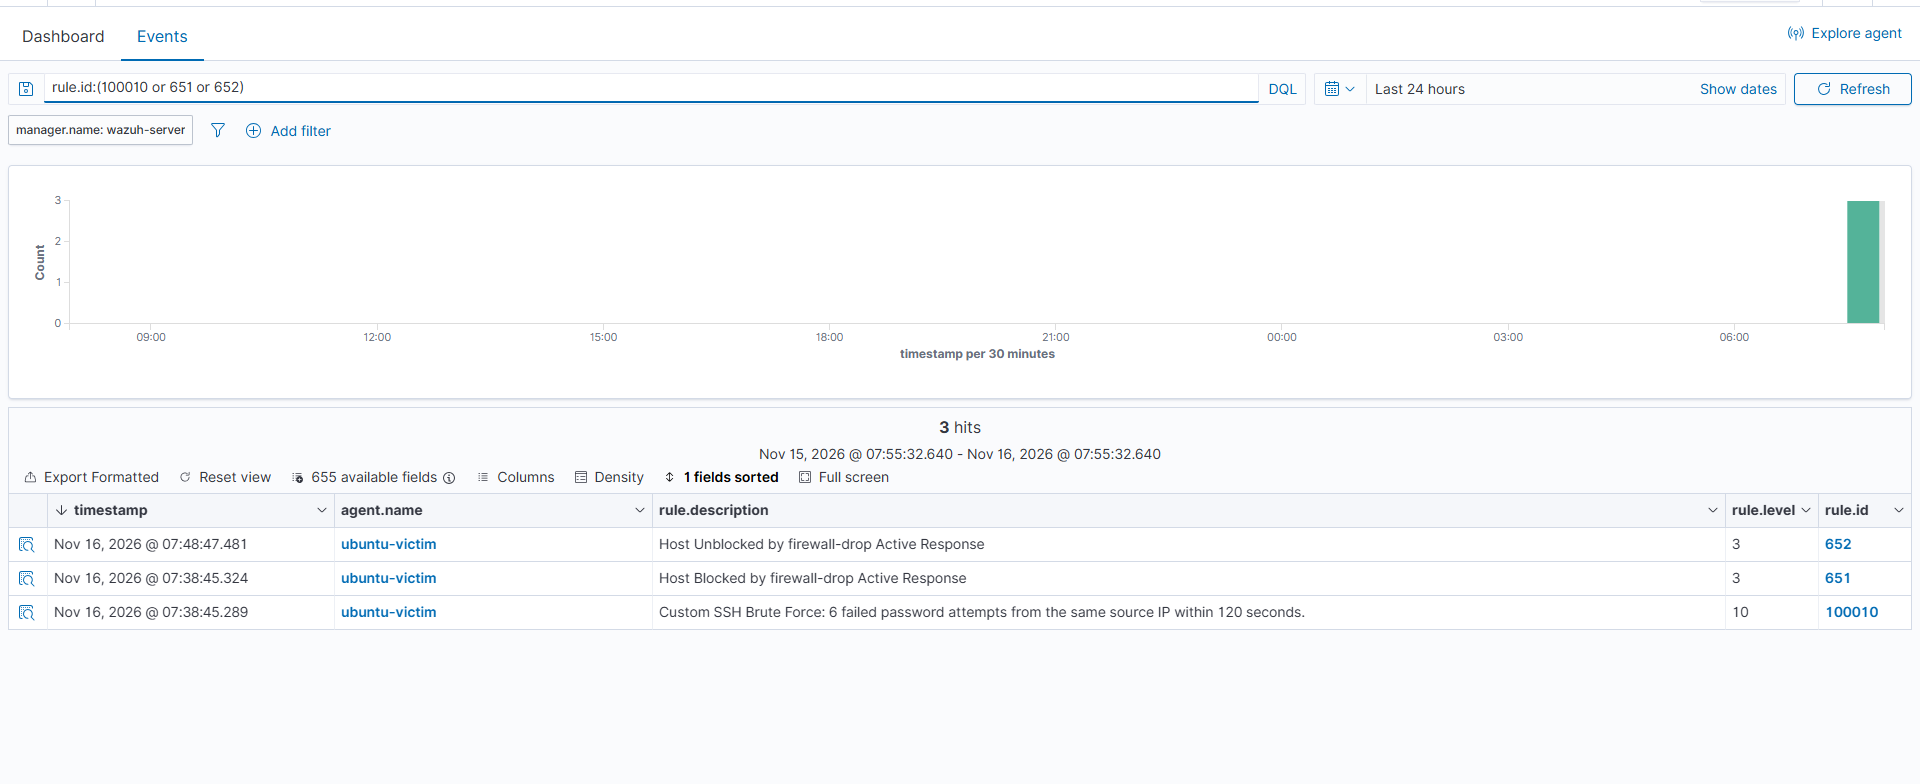 Dashboard Events Explore agent
rule.id:(100010 or 651 or 652) DQL Last 24 hours Show dates Refresh
manager.name: wazuh-server Add filter
3
2
1
0
Count
09:00 12:00 15:00 18:00 21:00 00:00 03:00 06:00
timestamp per 30 minutes
3 hits
Nov 15, 2026 @ 07:55:32.640 - Nov 16, 2026 @ 07:55:32.640
Export Formatted Reset view 655 available fields Columns Density 1 fields sorted Full screen
timestamp agent.name rule.description rule.level rule.id
Nov 16, 2026 @ 07:48:47.481 ubuntu-victim Host Unblocked by firewall-drop Active Response 3 652
Nov 16, 2026 @ 07:38:45.324 ubuntu-victim Host Blocked by firewall-drop Active Response 3 651
Nov 16, 2026 @ 07:38:45.289 ubuntu-victim Custom SSH Brute Force: 6 failed password attempts from the same source IP within 120 seconds. 10 100010